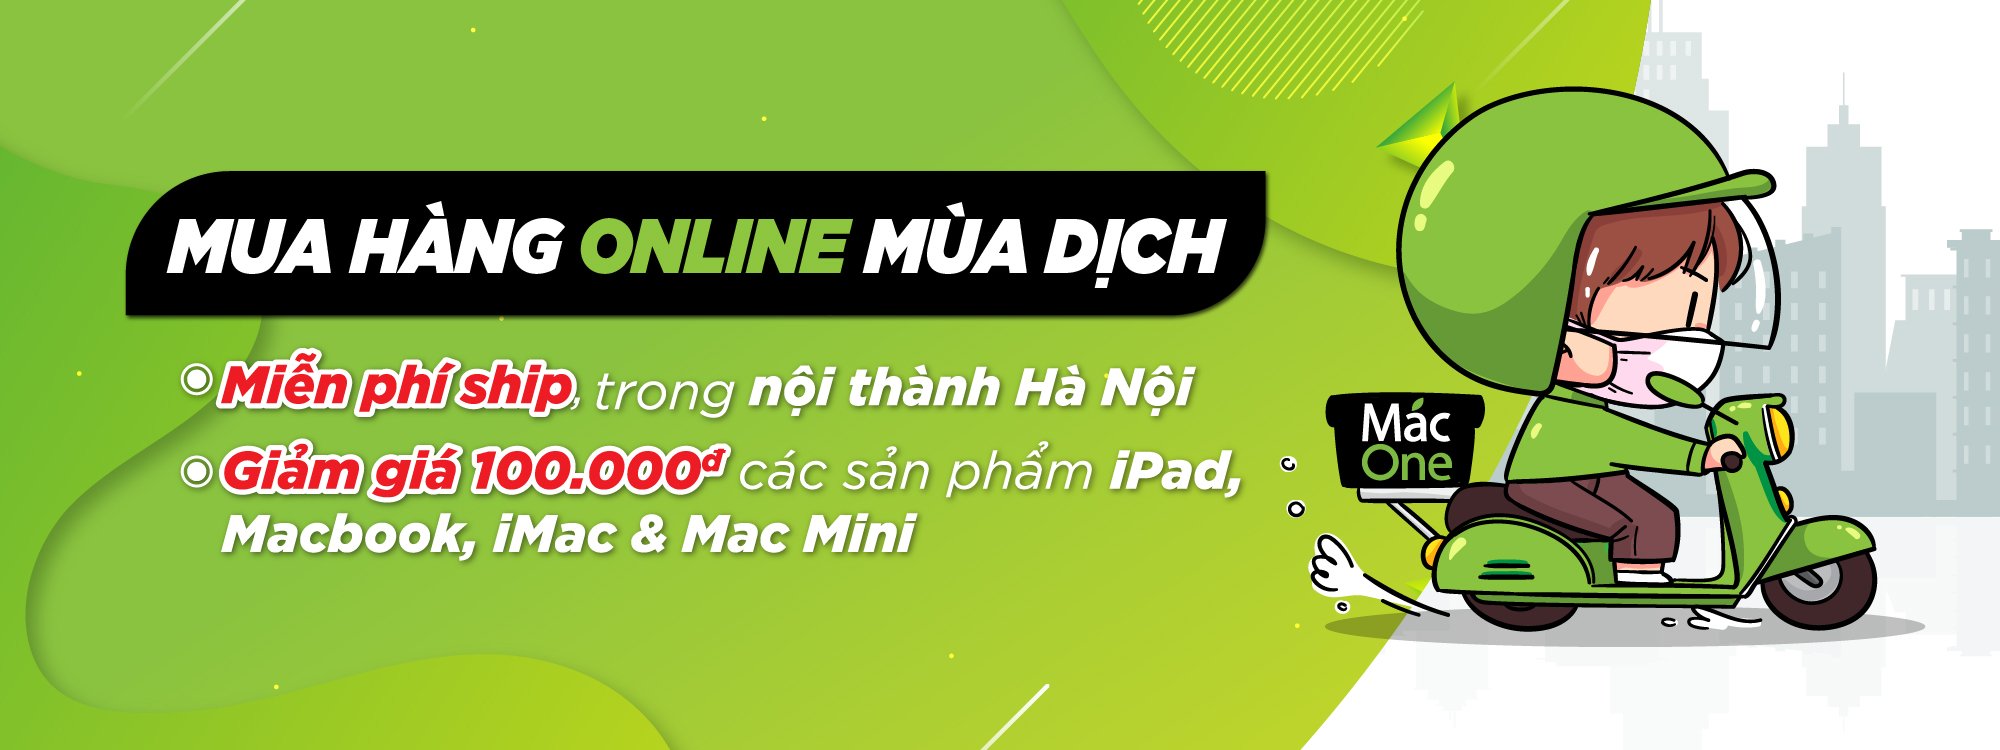 MUA HÀNG ONLINE MÙA DỊCH
Miễn phí ship, trong nội thành Hà Nội
Giảm giá 100.000đ các sản phẩm iPad,
Macbook, iMac & Mac Mini
Mác
One